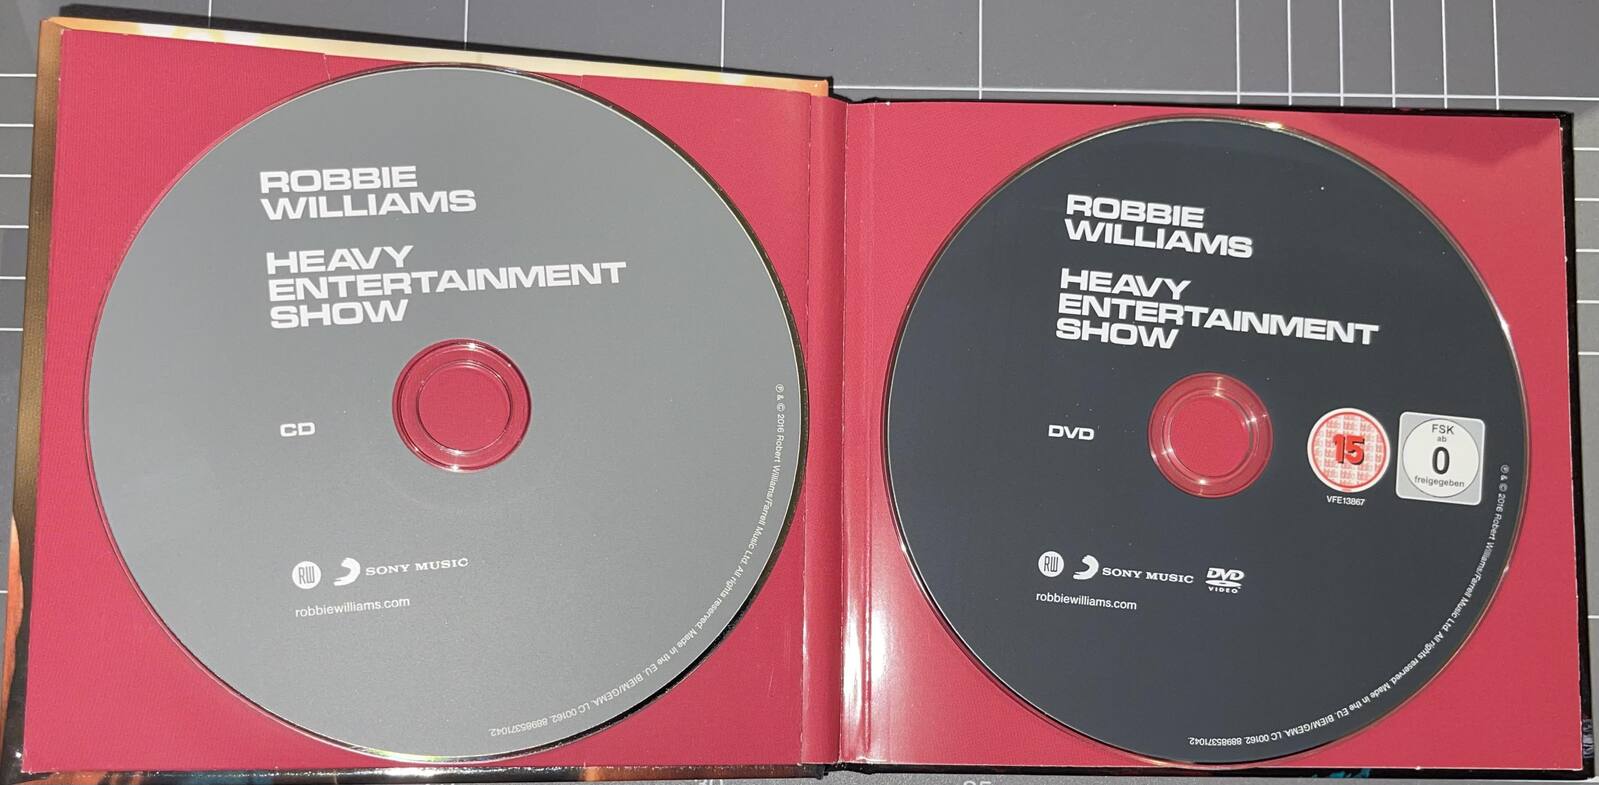 ROBBIE
WILLIAMS
HEAVY
ENTERTAINMENT
SHOW
CD
RW SONY MUSIC
robbiewilliams.com
℗ & © 2016 Robert Williams/Farrell Music Ltd. All rights reserved. Made in the EU. BIEM/GEMA. LC 00162. 88985371042.
ROBBIE
WILLIAMS
HEAVY
ENTERTAINMENT
SHOW
DVD
15
VFE13867
FSK
ab
0
freigegeben
RW SONY MUSIC DVD
VIDEO
robbiewilliams.com
℗ & © 2016 Robert Williams/Farrell Music Ltd. All rights reserved. Made in the EU. BIEM/GEMA. LC 00162. 88985371042.